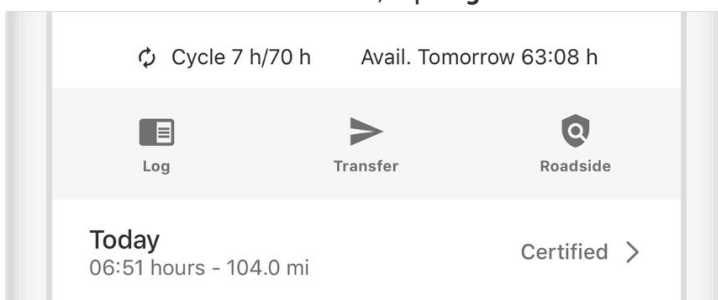 Cycle 7 h/70 h Avail. Tomorrow 63:08 h
Log Transfer Roadside
Today
Certified
06:51 hours - 104.0 mi